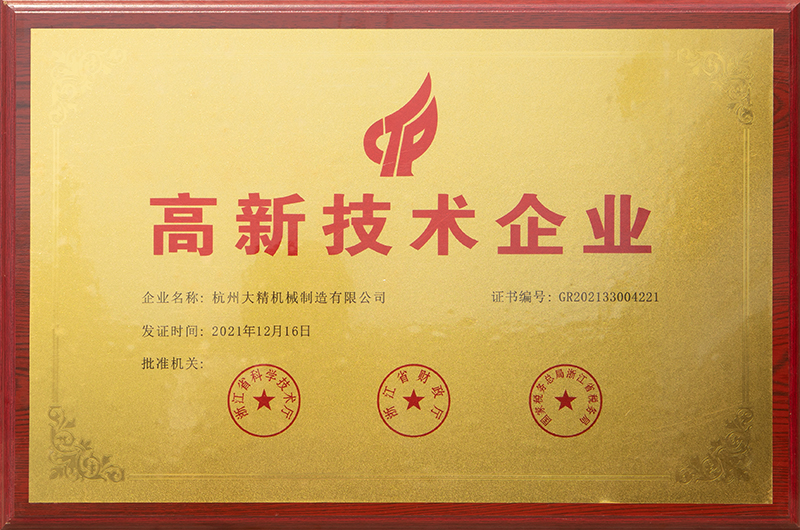 高新技术企业
企业名称: 杭州大精机械制造有限公司
证书编号: GR202133004221
发证时间: 2021年12月16日
批准机关:
浙江省科学技术厅
浙江省财政厅
国家税务总局浙江省税务局